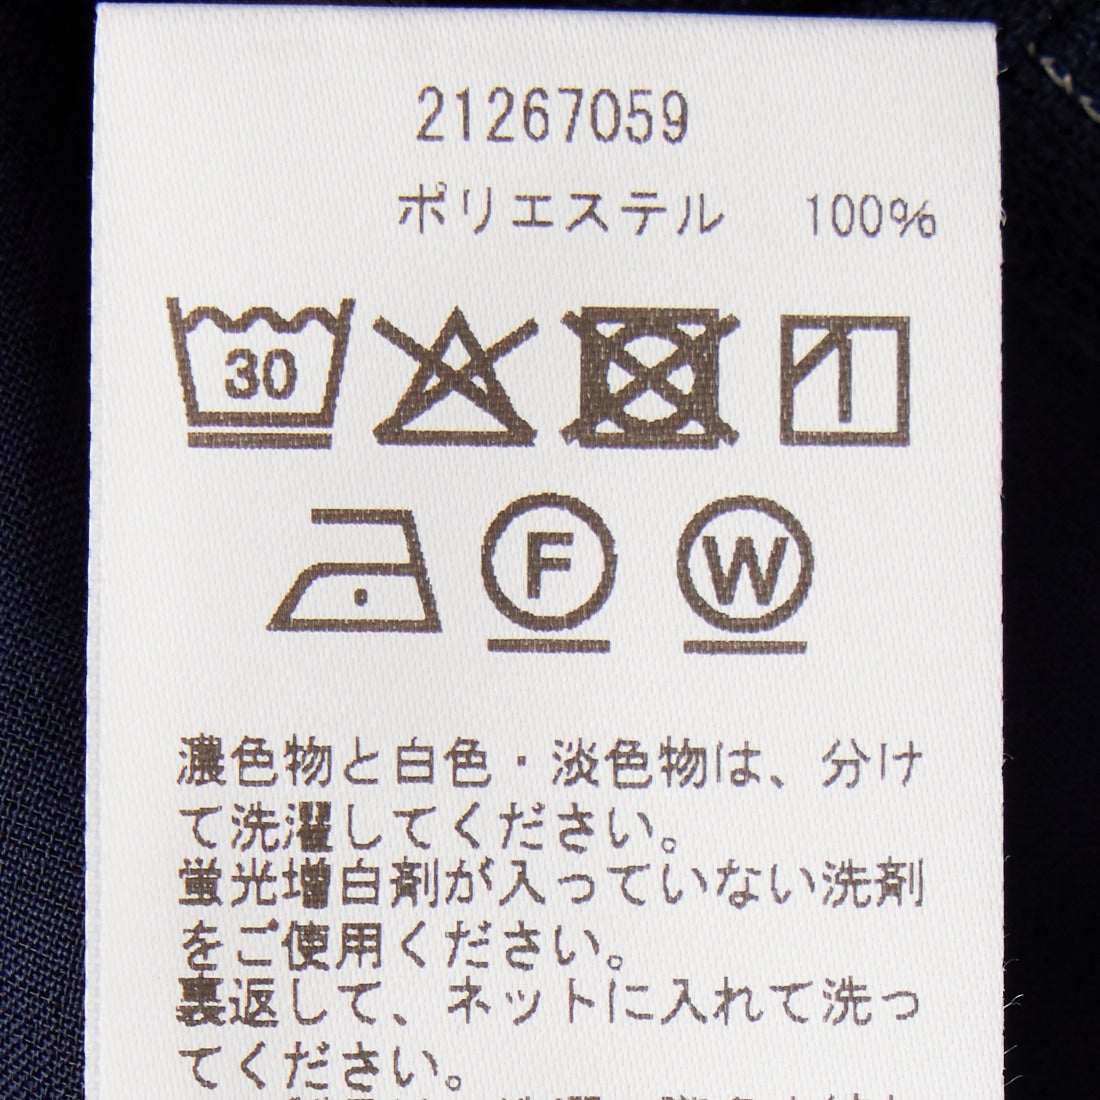 21267059
ポリエステル 100%
30
F W
濃色物と白色・淡色物は、分け
て洗濯してください。
蛍光増白剤が入っていない洗剤
をご使用ください。
裏返して、ネットに入れて洗っ
てください。